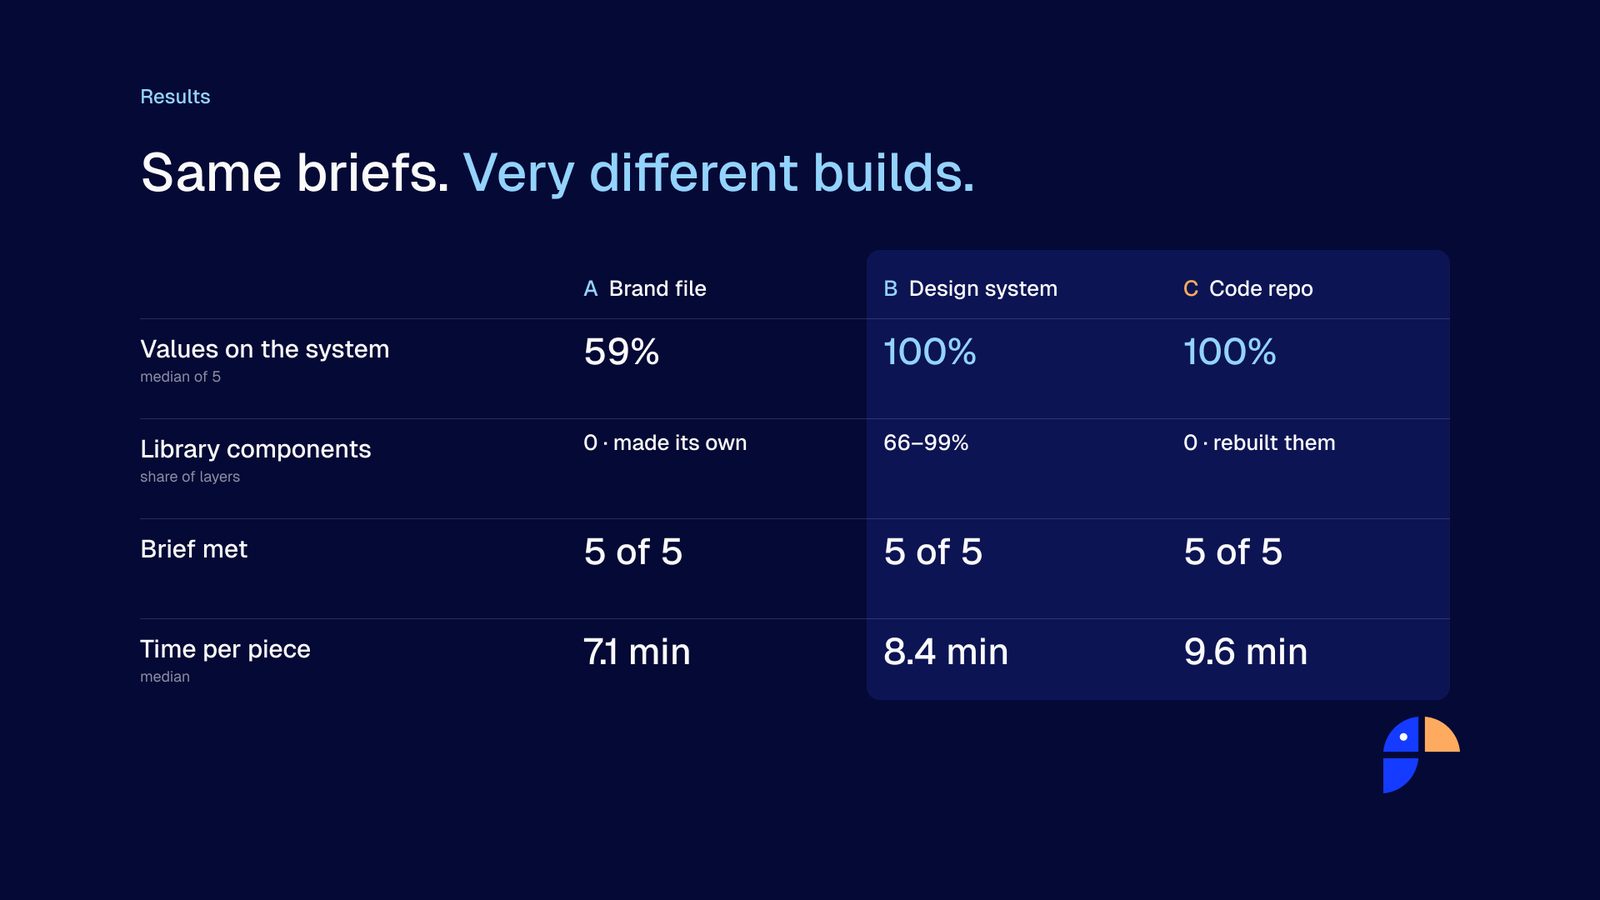 Results
Same briefs. Very different builds.
A Brand file B Design system C Code repo
Values on the system 59% 100% 100%
median of 5
Library components 0 · made its own 66–99% 0 · rebuilt them
share of layers
Brief met 5 of 5 5 of 5 5 of 5
Time per piece 7.1 min 8.4 min 9.6 min
median